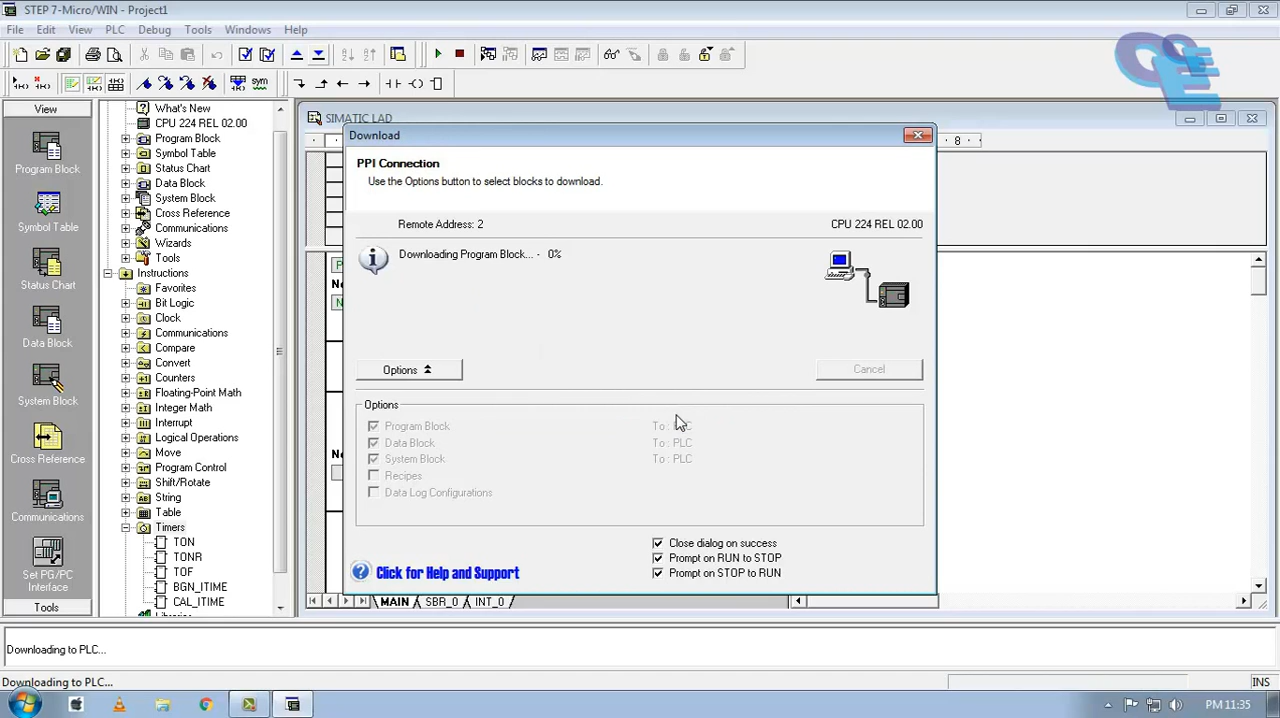 STEP 7-Micro/WIN - Project1
File Edit View PLC Debug Tools Windows Help
sym
View
Program Block
Symbol Table
Status Chart
Data Block
System Block
Cross Reference
Communications
Set PG/PC Interface
Tools
What's New
CPU 224 REL 02.00
Program Block
Symbol Table
Status Chart
Data Block
System Block
Cross Reference
Communications
Wizards
Tools
Instructions
Favorites
Bit Logic
Clock
Communications
Compare
Convert
Counters
Floating-Point Math
Integer Math
Interrupt
Logical Operations
Move
Program Control
Shift/Rotate
String
Table
Timers
TON
TONR
TOF
BGN_ITIME
CAL_ITIME
SIMATIC LAD
8
Download
PPI Connection
Use the Options button to select blocks to download.
Remote Address: 2
CPU 224 REL 02.00
Downloading Program Block... - 0%
Options
Cancel
Options
Program Block To : PLC
Data Block To : PLC
System Block To : PLC
Recipes
Data Log Configurations
Close dialog on success
Prompt on RUN to STOP
Prompt on STOP to RUN
Click for Help and Support
MAIN SBR_0 INT_0
Downloading to PLC...
Downloading to PLC...
INS
PM 11:35